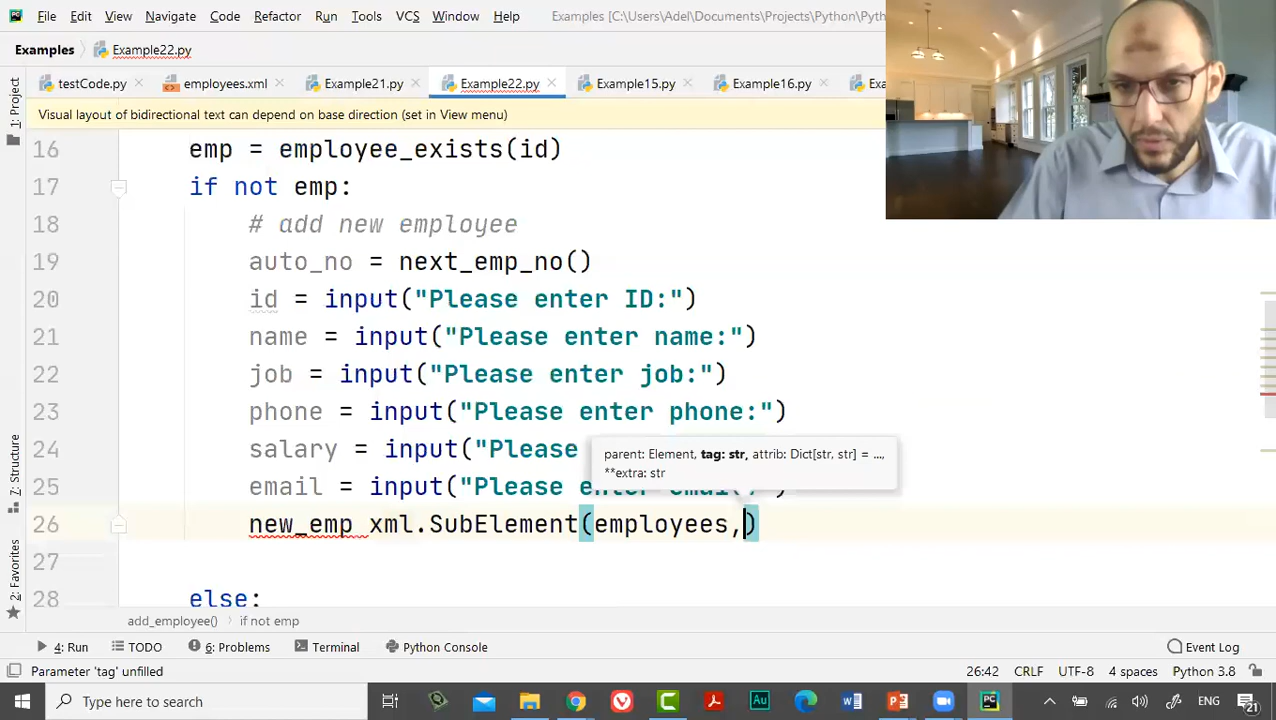 File Edit View Navigate Code Refactor Run Tools VCS Window Help Examples [C:\Users\Adel\Documents\Projects\Python\Pyth
Examples Example22.py
testCode.py employees.xml Example21.py Example22.py Example15.py Example16.py Exa
Visual layout of bidirectional text can depend on base direction (set in View menu)
1: Project
7: Structure
2: Favorites
16 emp = employee_exists(id)
17 if not emp:
18 # add new employee
19 auto_no = next_emp_no()
20 id = input("Please enter ID:")
21 name = input("Please enter name:")
22 job = input("Please enter job:")
23 phone = input("Please enter phone:")
24 salary = input("Please
parent: Element, tag: str, attrib: Dict[str, str] = ...,
**extra: str
25 email = input("Please
26 new_emp xml.SubElement(employees,)
28 else:
add_employee() if not emp
4: Run TODO 6: Problems Terminal Python Console Event Log
Parameter 'tag' unfilled 26:42 CRLF UTF-8 4 spaces Python 3.8
Type here to search ENG 21